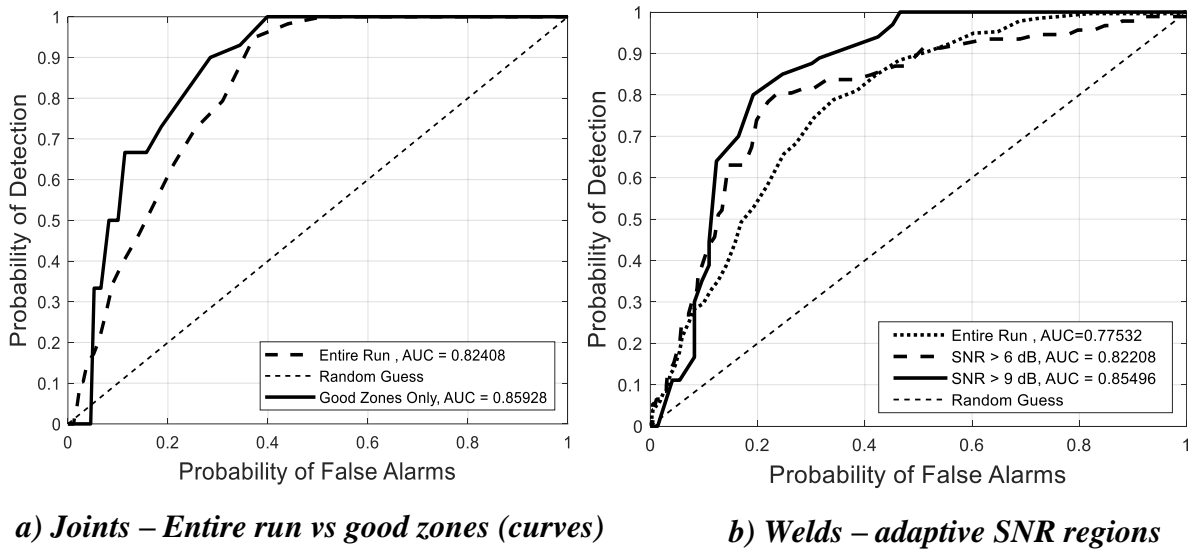 1
0.9
0.8
0.7
0.6
0.5
0.4
0.3
0.2
0.1
0
Probability of Detection
Entire Run , AUC = 0.82408
Random Guess
Good Zones Only, AUC = 0.85928
0 0.2 0.4 0.6 0.8 1
Probability of False Alarms
a) Joints – Entire run vs good zones (curves)
1
0.9
0.8
0.7
0.6
0.5
0.4
0.3
0.2
0.1
0
Probability of Detection
Entire Run , AUC=0.77532
SNR > 6 dB, AUC = 0.82208
SNR > 9 dB, AUC = 0.85496
Random Guess
0 0.2 0.4 0.6 0.8 1
Probability of False Alarms
b) Welds – adaptive SNR regions